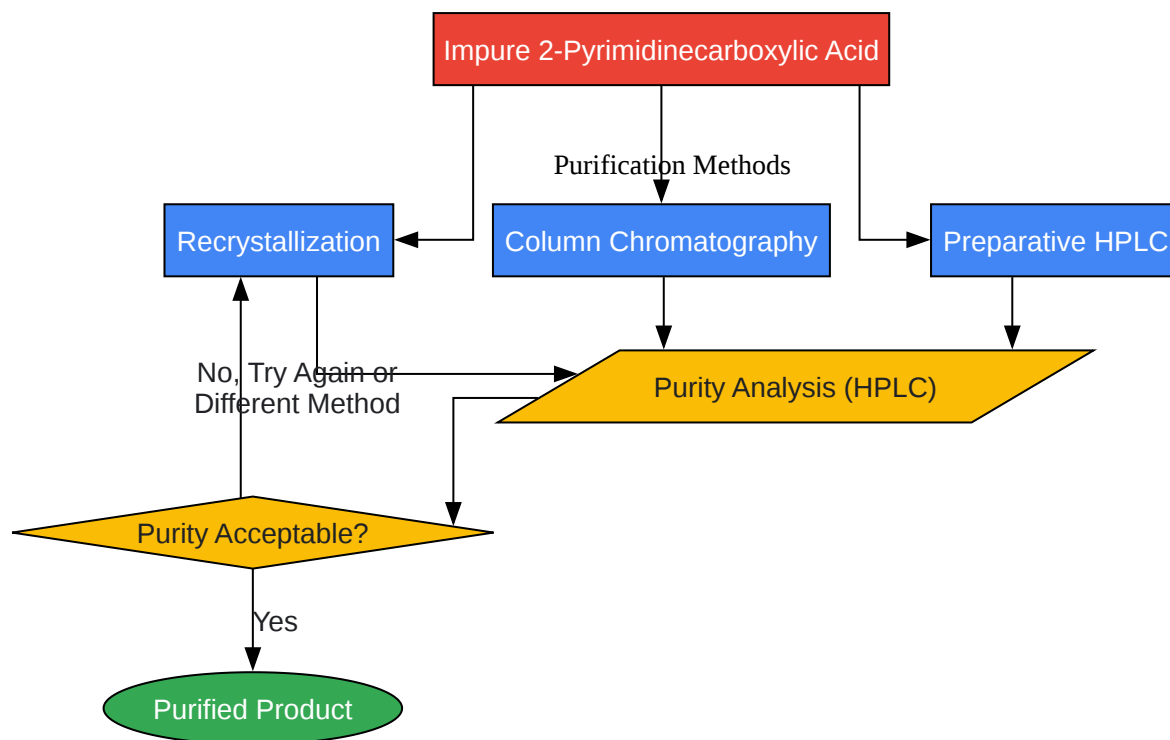 Impure 2-Pyrimidinecarboxylic Acid
Purification Methods
Recrystallization
Column Chromatography
Preparative HPLC
No, Try Again or
Different Method
Purity Analysis (HPLC)
Purity Acceptable?
Yes
Purified Product